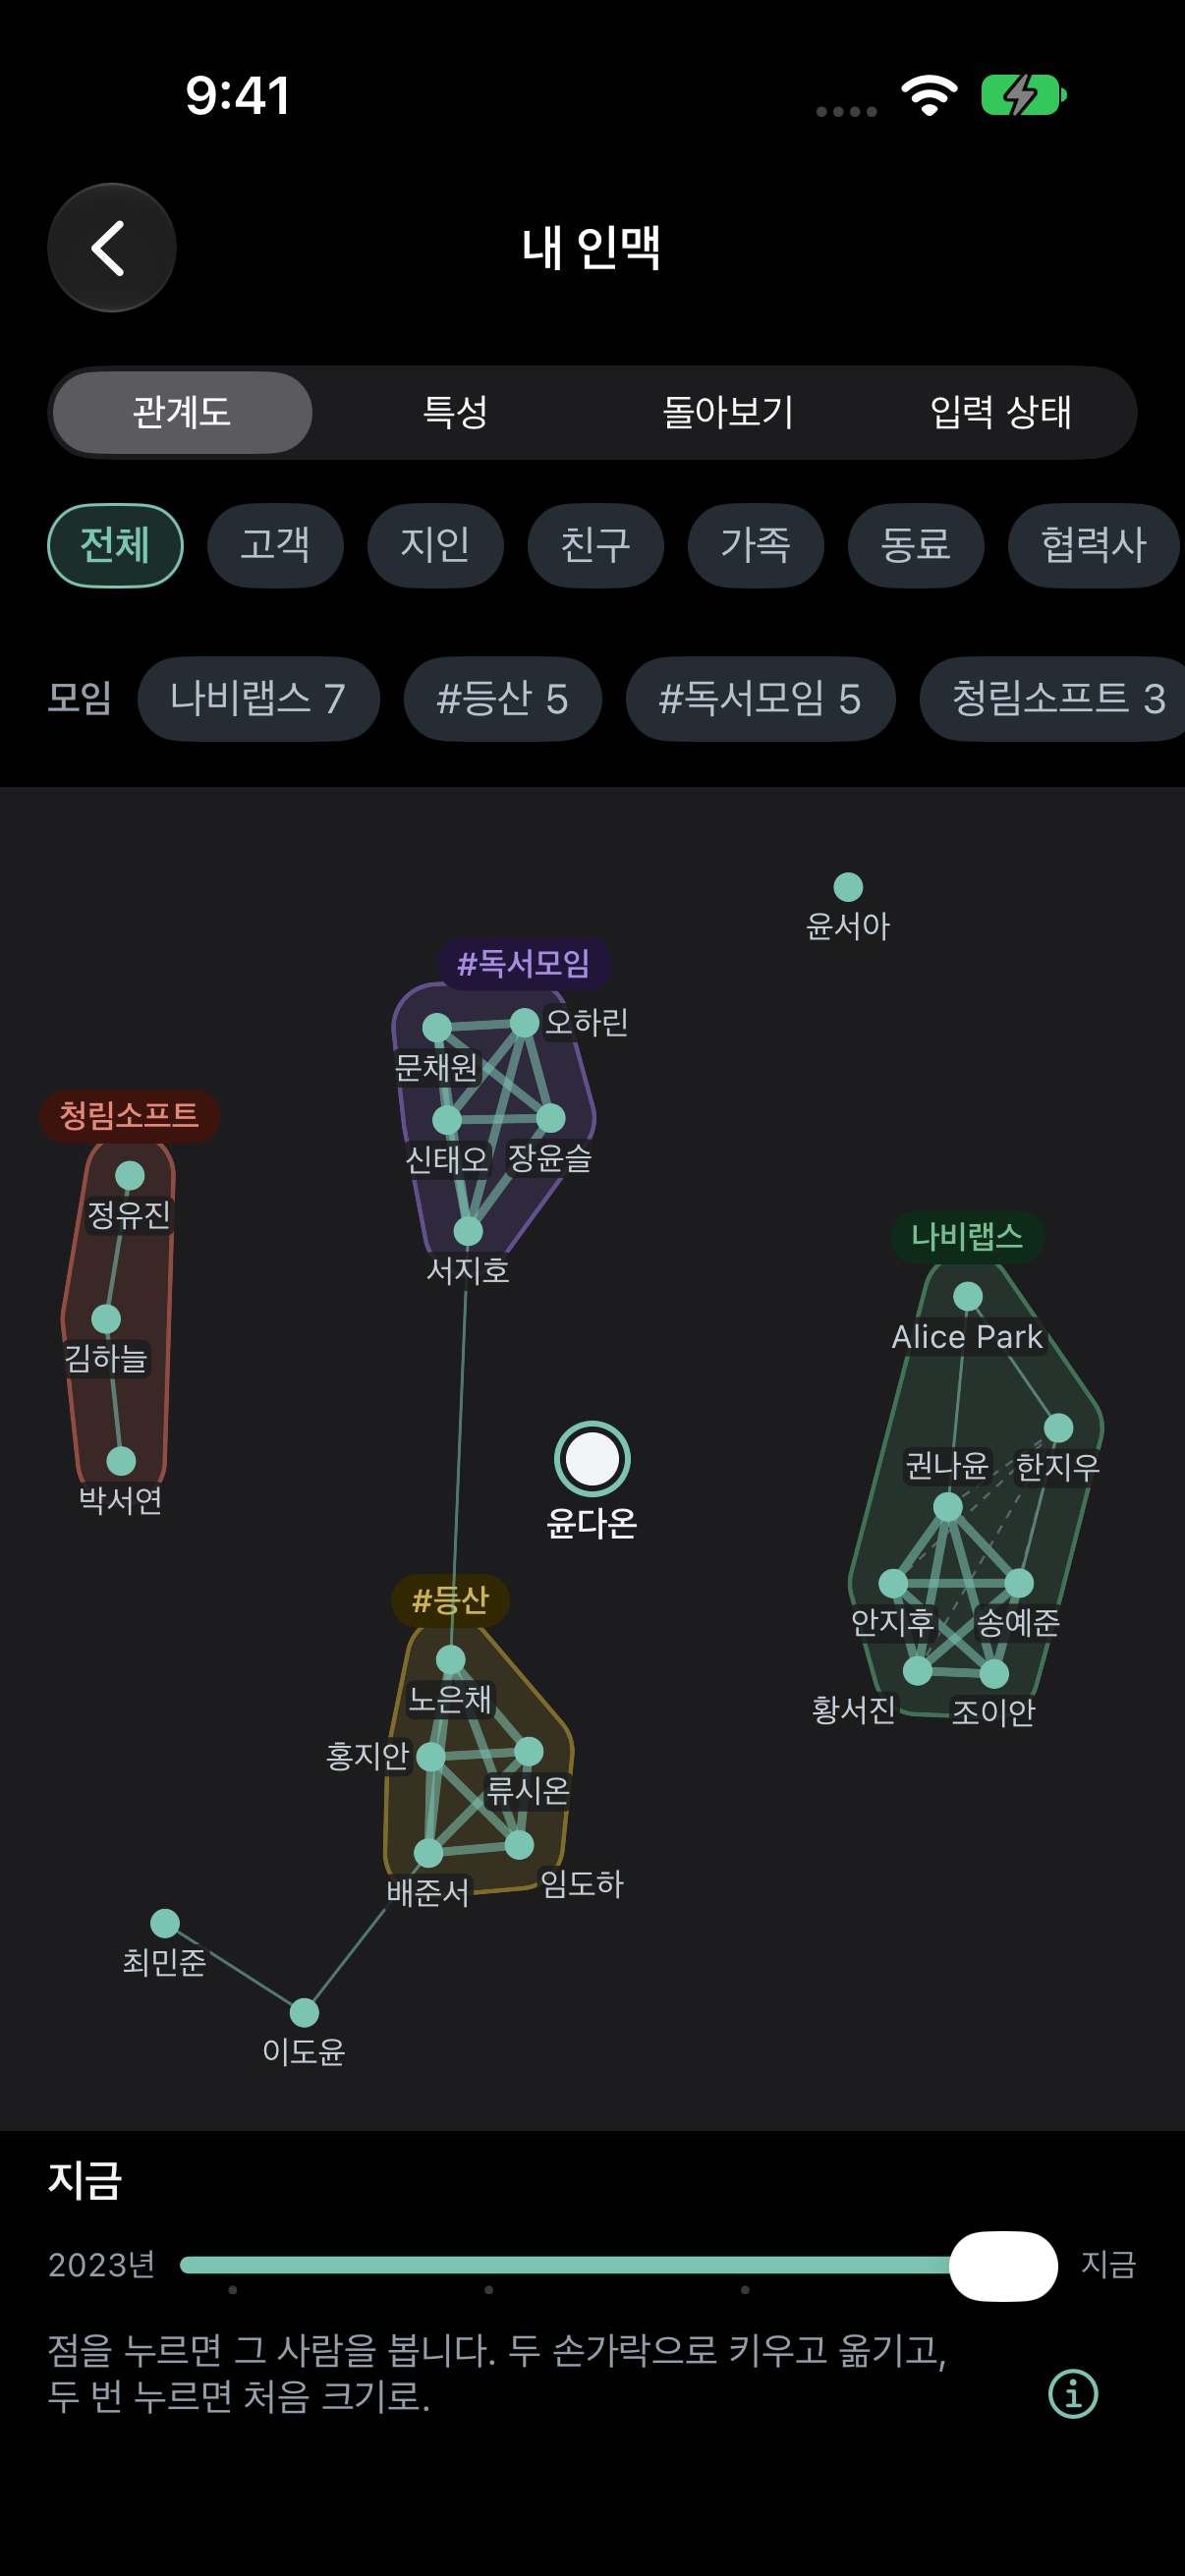 9:41
내 인맥
관계도 특성 돌아보기 입력 상태
전체 고객 지인 친구 가족 동료 협력사
모임 나비랩스 7 #등산 5 #독서모임 5 청림소프트 3
윤서아
#독서모임
오하린
문채원
청림소프트
신태오 장윤슬
정유진
나비랩스
서지호
Alice Park
김하늘
권나윤 한지우
박서연
윤다온
#등산
안지후 송예준
노은채
황서진 조이안
홍지안
류시온
배준서 임도하
최민준
이도윤
지금
2023년 지금
점을 누르면 그 사람을 봅니다. 두 손가락으로 키우고 옮기고,
두 번 누르면 처음 크기로.